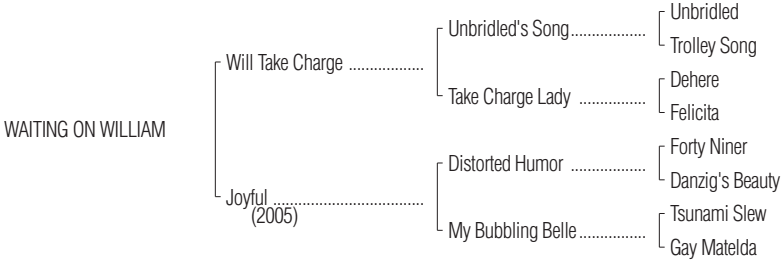 Unbridled
Unbridled's Song..................
Trolley Song
Will Take Charge ..................
Dehere
Take Charge Lady ................
Felicita
WAITING ON WILLIAM
Forty Niner
Distorted Humor ..................
Danzig's Beauty
Joyful ....................................
(2005)
Tsunami Slew
My Bubbling Belle................
Gay Matelda